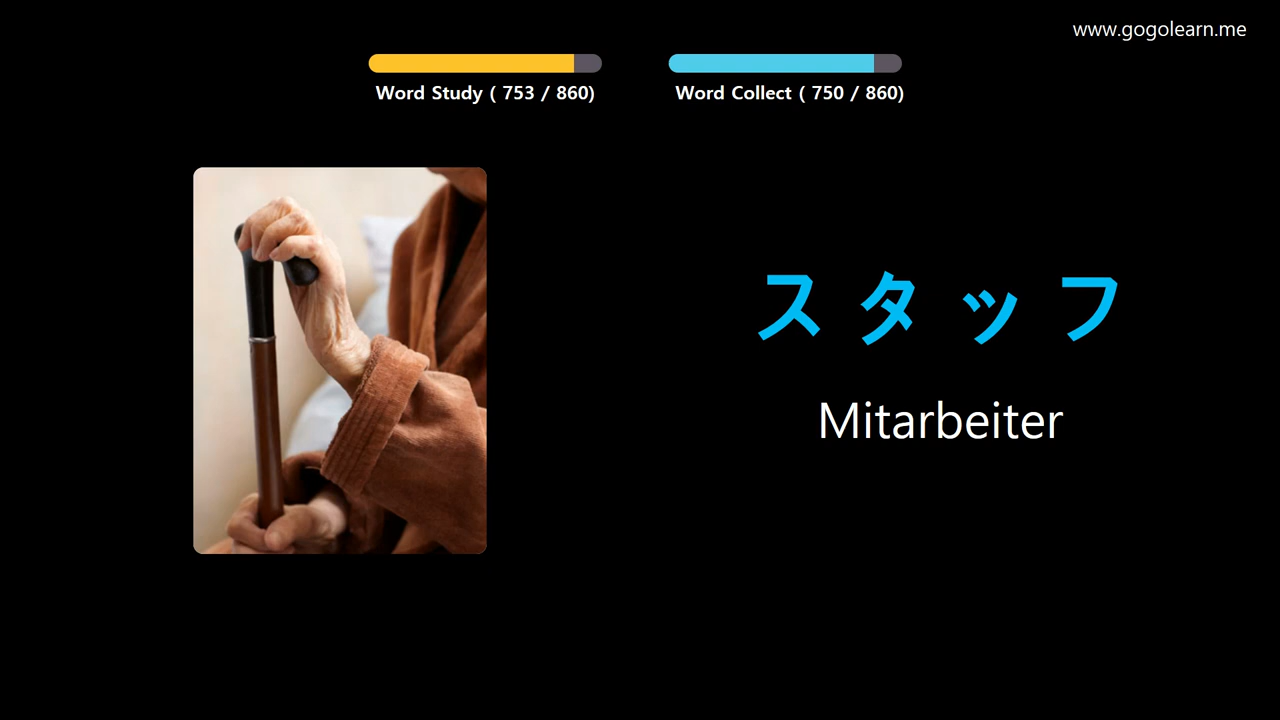 www.gogolearn.me
Word Study ( 753 / 860)
Word Collect ( 750 / 860)
スタッフ
Mitarbeiter